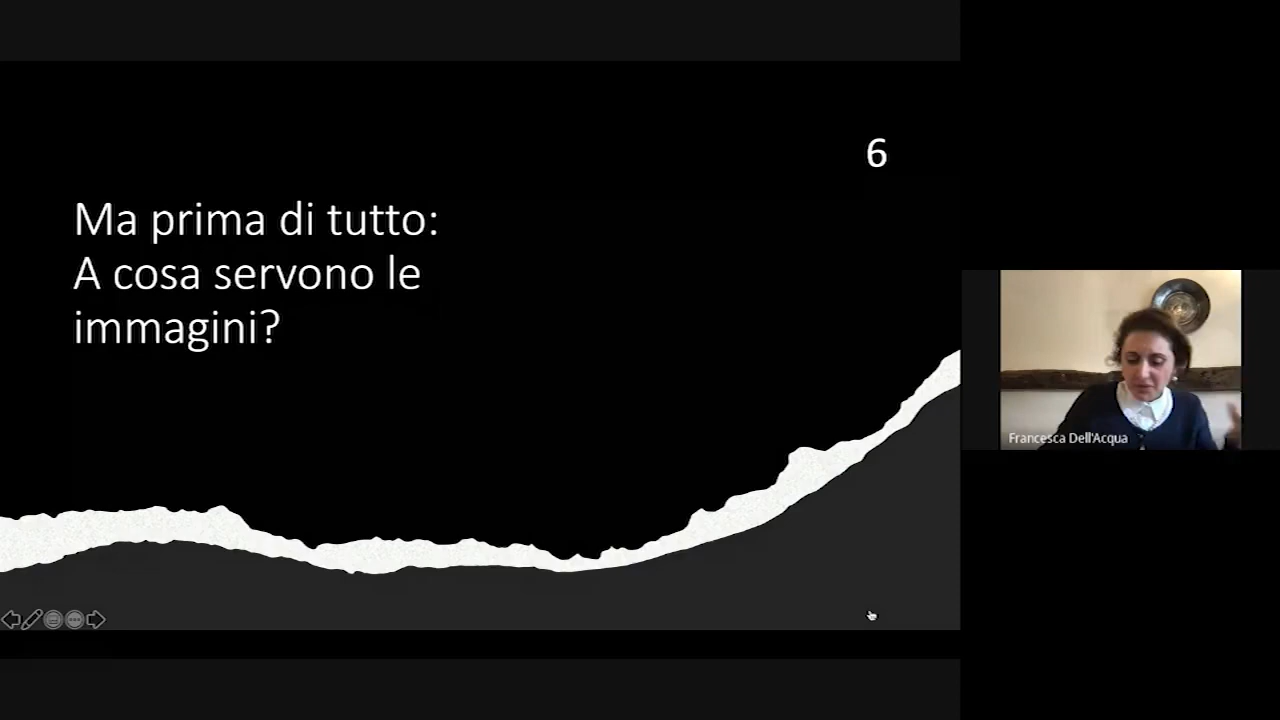 6
Ma prima di tutto:
A cosa servono le
immagini?
Francesca Dell'Acqua